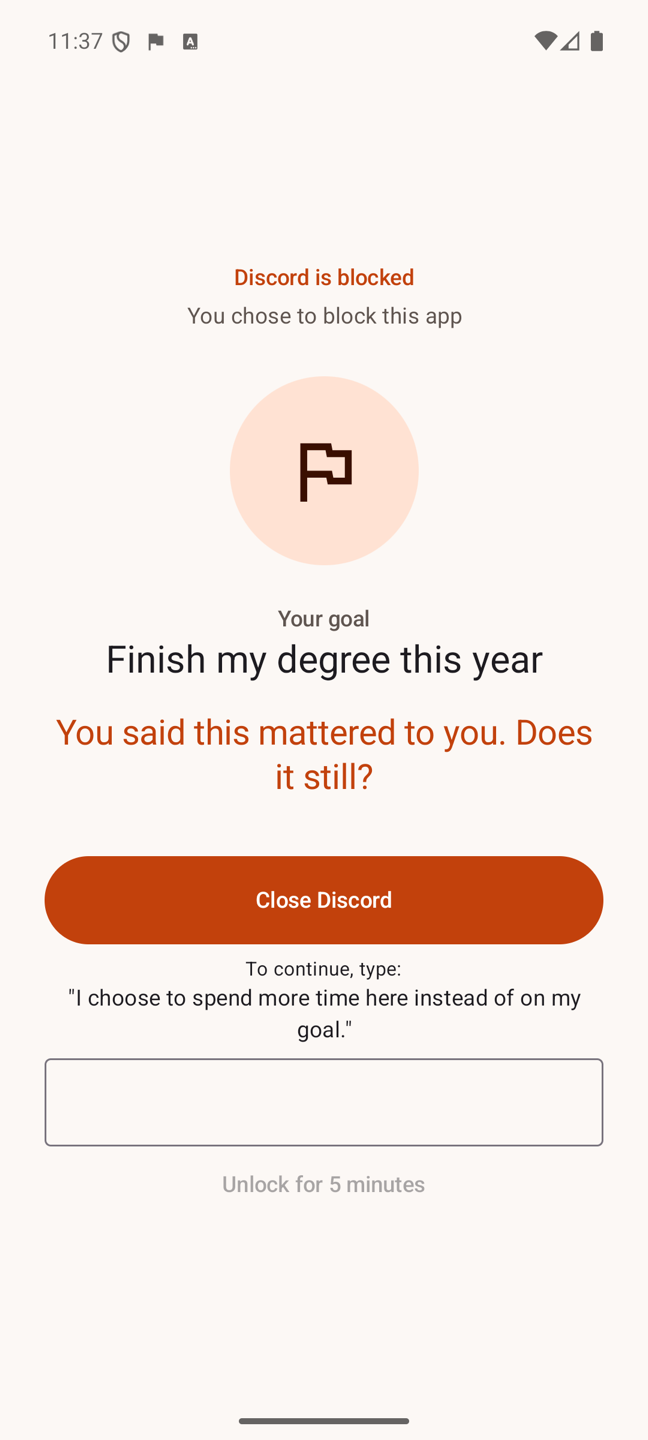 11:37
Discord is blocked
You chose to block this app
Your goal
Finish my degree this year
You said this mattered to you. Does
it still?
Close Discord
To continue, type:
"I choose to spend more time here instead of on my
goal."
Unlock for 5 minutes